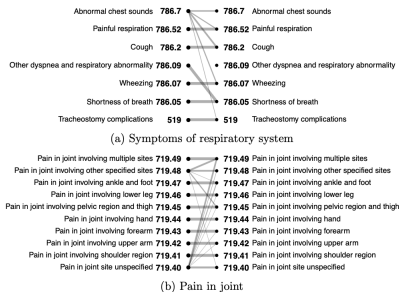 Abnormal chest sounds 786.7 786.7 Abnormal chest sounds
Painful respiration 786.52 786.52 Painful respiration
Cough 786.2 786.2 Cough
Other dyspnea and respiratory abnormality 786.09 786.09 Other dyspnea and respiratory abnormality
Wheezing 786.07 786.07 Wheezing
Shortness of breath 786.05 786.05 Shortness of breath
Tracheostomy complications 519 519 Tracheostomy complications
(a) Symptoms of respiratory system
Pain in joint involving multiple sites 719.49 719.49 Pain in joint involving multiple sites
Pain in joint involving other specified sites 719.48 719.48 Pain in joint involving other specified sites
Pain in joint involving ankle and foot 719.47 719.47 Pain in joint involving ankle and foot
Pain in joint involving lower leg 719.46 719.46 Pain in joint involving lower leg
Pain in joint involving pelvic region and thigh 719.45 719.45 Pain in joint involving pelvic region and thigh
Pain in joint involving hand 719.44 719.44 Pain in joint involving hand
Pain in joint involving forearm 719.43 719.43 Pain in joint involving forearm
Pain in joint involving upper arm 719.42 719.42 Pain in joint involving upper arm
Pain in joint involving shoulder region 719.41 719.41 Pain in joint involving shoulder region
Pain in joint site unspecified 719.40 719.40 Pain in joint site unspecified
(b) Pain in joint